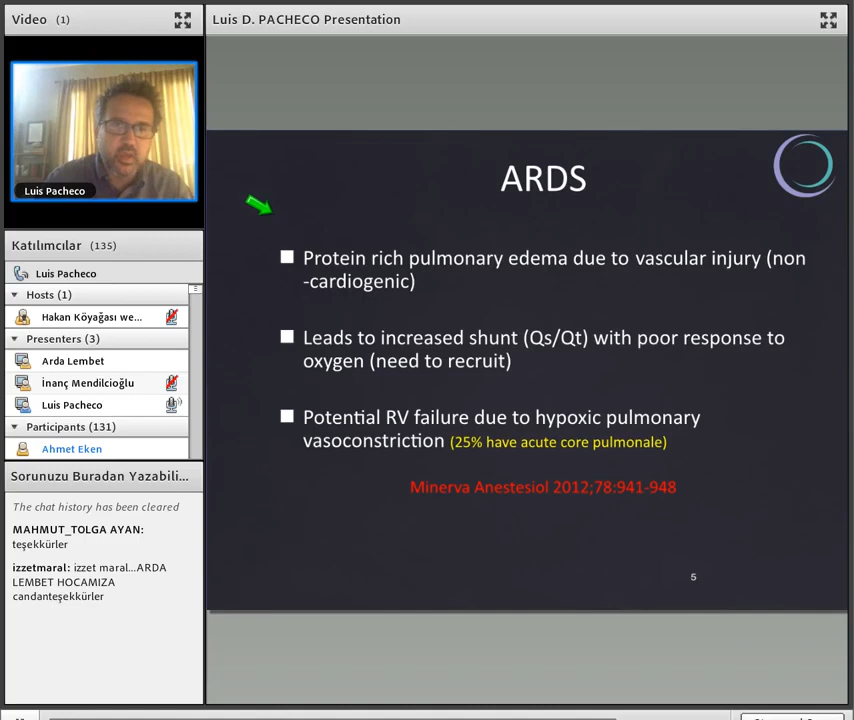 Video (1)
Luis Pacheco
Katılımcılar (135)
Luis Pacheco
Hosts (1)
Hakan Köyağası we...
Presenters (3)
Arda Lembet
İnanç Mendilcioğlu
Luis Pacheco
Participants (131)
Ahmet Eken
Sorunuzu Buradan Yazabili...
The chat history has been cleared
MAHMUT_TOLGA AYAN:
teşekkürler
izzetmaral: izzet maral...ARDA
LEMBET HOCAMIZA
candanteşekkürler
Luis D. PACHECO Presentation
ARDS
Protein rich pulmonary edema due to vascular injury (non
-cardiogenic)
Leads to increased shunt (Qs/Qt) with poor response to
oxygen (need to recruit)
Potential RV failure due to hypoxic pulmonary
vasoconstriction (25% have acute core pulmonale)
Minerva Anestesiol 2012;78:941-948
5